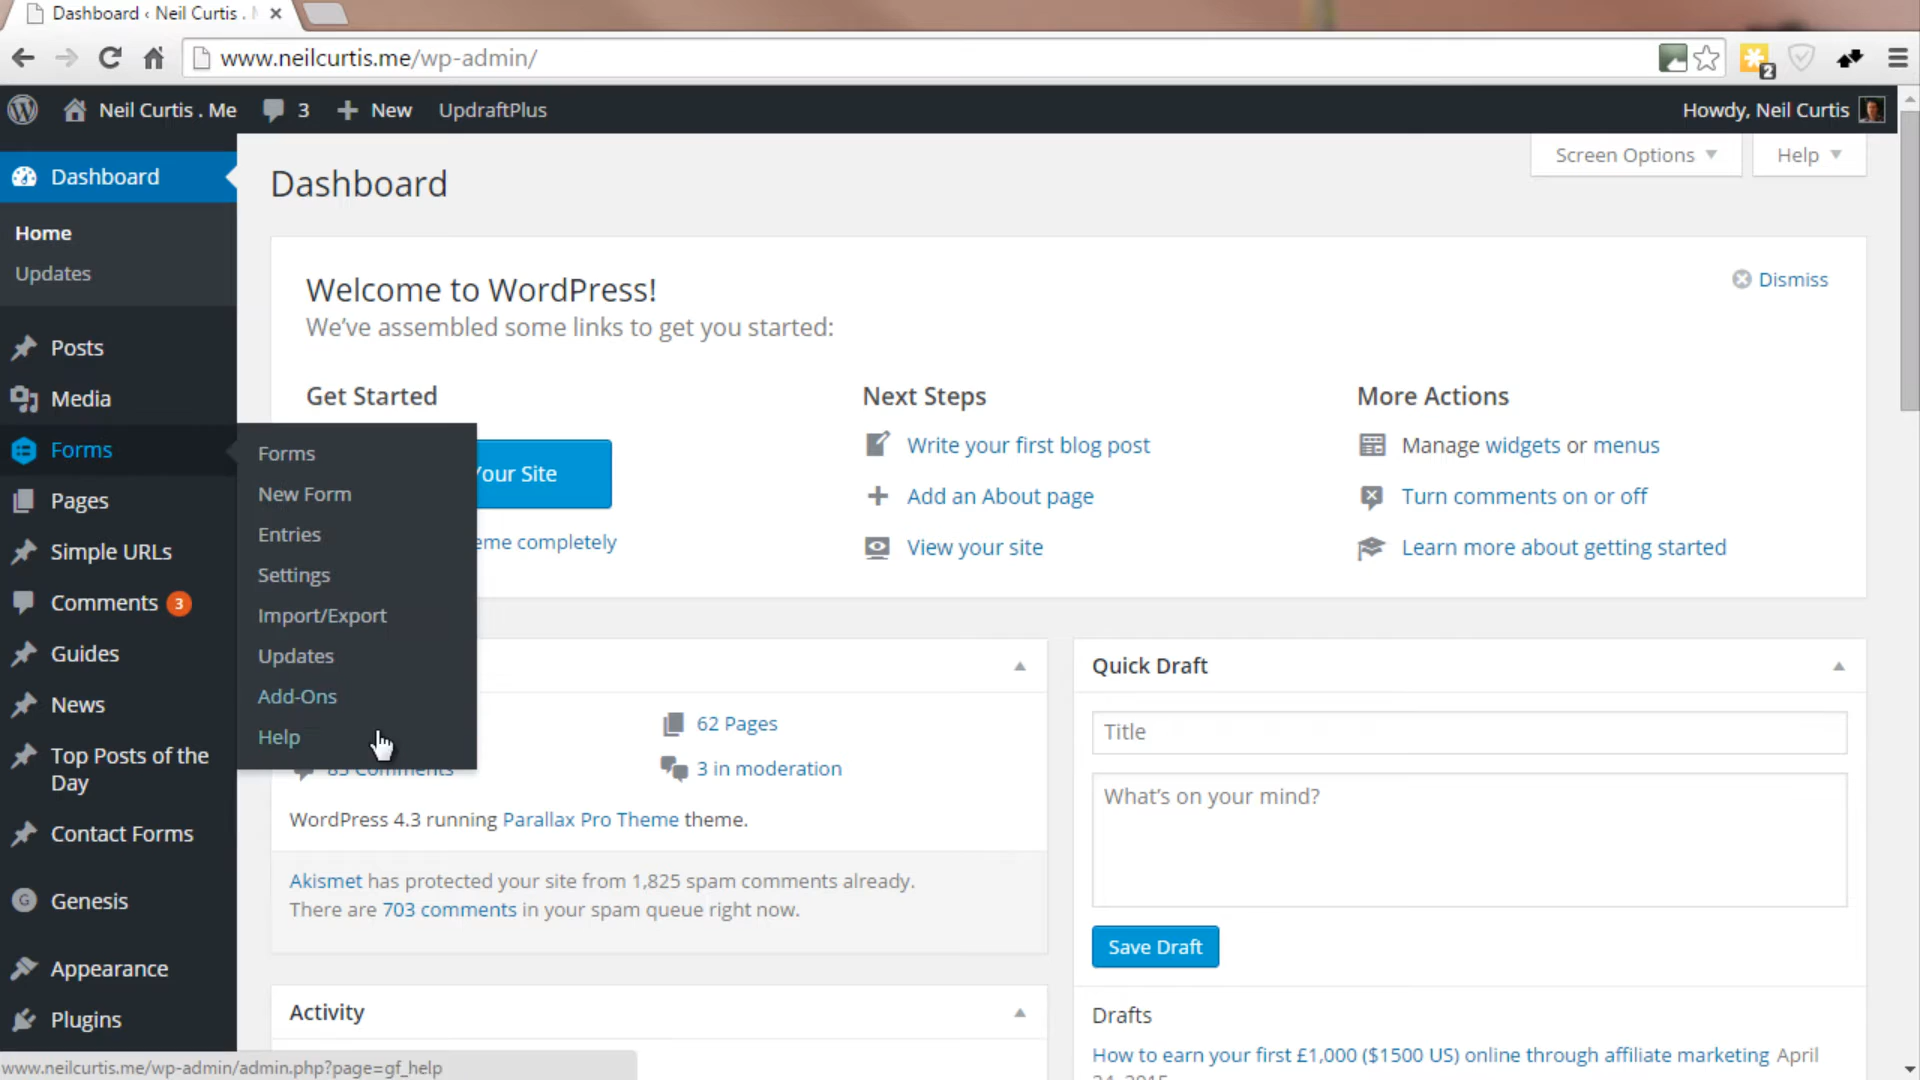 Dashboard ‹ Neil Curtis .
www.neilcurtis.me/wp-admin/
2
Neil Curtis . Me
3
New
UpdraftPlus
Howdy, Neil Curtis
Dashboard
Home
Updates
Posts
Media
Forms
Pages
Simple URLs
Comments 3
Guides
News
Top Posts of the
Day
Contact Forms
Genesis
Appearance
Plugins
Forms
New Form
Entries
Settings
Import/Export
Updates
Add-Ons
Help
Dashboard
Screen Options
Help
Welcome to WordPress!
Dismiss
We've assembled some links to get you started:
Get Started
Your Site
eme completely
Next Steps
Write your first blog post
Add an About page
View your site
More Actions
Manage widgets or menus
Turn comments on or off
Learn more about getting started
62 Pages
85 Comments
3 in moderation
WordPress 4.3 running Parallax Pro Theme theme.
Akismet has protected your site from 1,825 spam comments already.
There are 703 comments in your spam queue right now.
Activity
Quick Draft
Title
What's on your mind?
Save Draft
Drafts
How to earn your first £1,000 ($1500 US) online through affiliate marketing April
www.neilcurtis.me/wp-admin/admin.php?page=gf_help